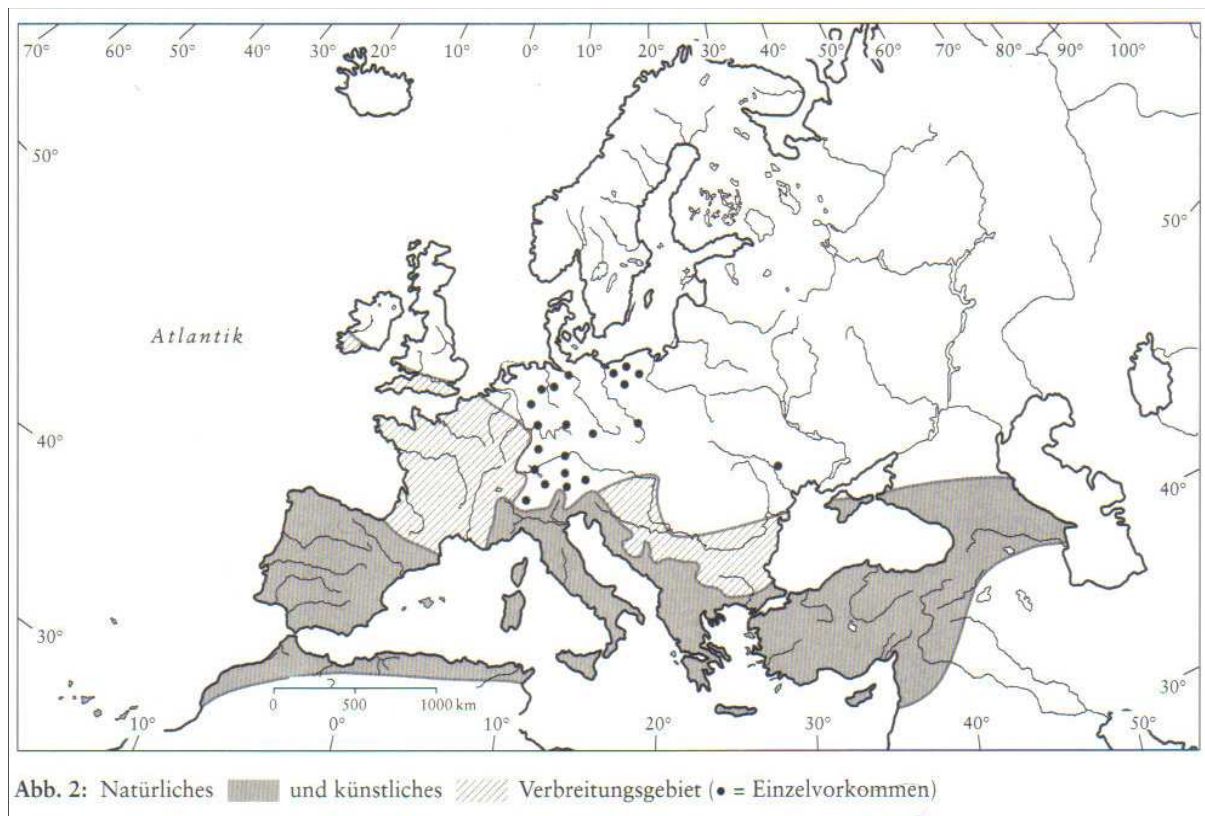 70° 60° 50° 40° 30° 20° 10° 0° 10° 20° 30° 40° 50° 60° 70° 80° 90° 100°
50° 50°
Atlantik
40° 40°
30° 30°
?
0 500 1000 km
10° 0° 10° 20° 30° 40° 50°
Abb. 2: Natürliches und künstliches Verbreitungsgebiet (• = Einzelvorkommen)